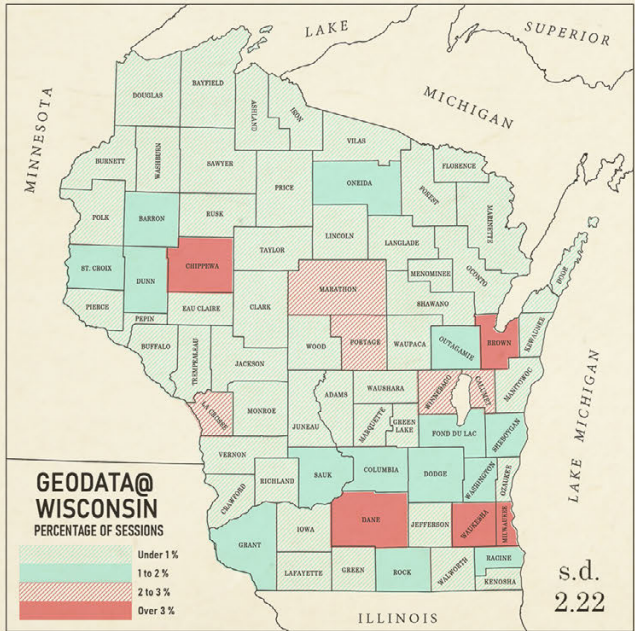 LAKE
SUPERIOR
MICHIGAN
MINNESOTA
BAYFIELD
DOUGLAS
ASHLAND
IRON
VILAS
BURNETT
WASHBURN
SAWYER
FLORENCE
PRICE
ONEIDA
FOREST
MARINETTE
POLK
BARRON
RUSK
LINCOLN
LANGLADE
TAYLOR
ST. CROIX
DUNN
CHIPPEWA
MENOMINEE
OCONTO
DOOR
MARATHON
SHAWANO
PIERCE
EAU CLAIRE
CLARK
PEPIN
BUFFALO
TREMPEALEAU
JACKSON
WOOD
PORTAGE
WAUPACA
OUTAGAMIE
BROWN
KEWAUNEE
LA CROSSE
MONROE
JUNEAU
ADAMS
WAUSHARA
WINNEBAGO
CALUMET
MANITOWOC
MARQUETTE
GREEN
LAKE
FOND DU LAC
SHEBOYGAN
LAKE MICHIGAN
VERNON
CRAWFORD
RICHLAND
SAUK
COLUMBIA
DODGE
WASHINGTON
OZAUKEE
GRANT
IOWA
DANE
JEFFERSON
WAUKESHA
MILWAUKEE
LAFAYETTE
GREEN
ROCK
WALWORTH
RACINE
KENOSHA
ILLINOIS
GEODATA@
WISCONSIN
PERCENTAGE OF SESSIONS
Under 1 %
1 to 2 %
2 to 3 %
Over 3 %
s.d.
2.22